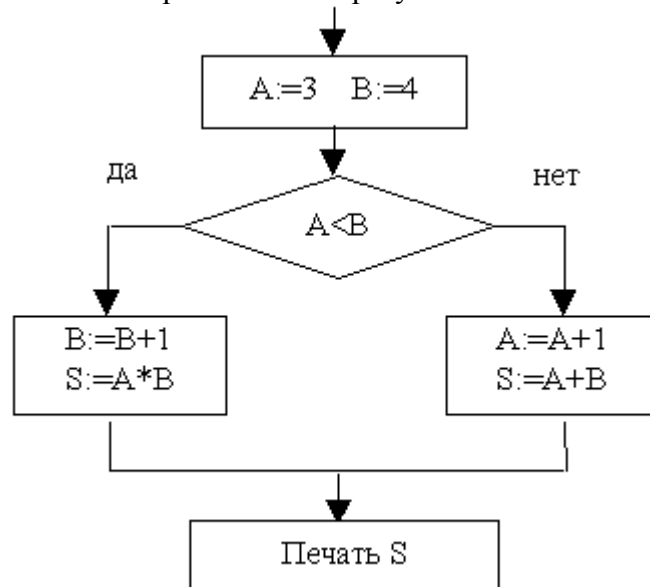 A:=3 B:=4
да
нет
A<B
B:=B+1
S:=A*B
A:=A+1
S:=A+B
Печать S